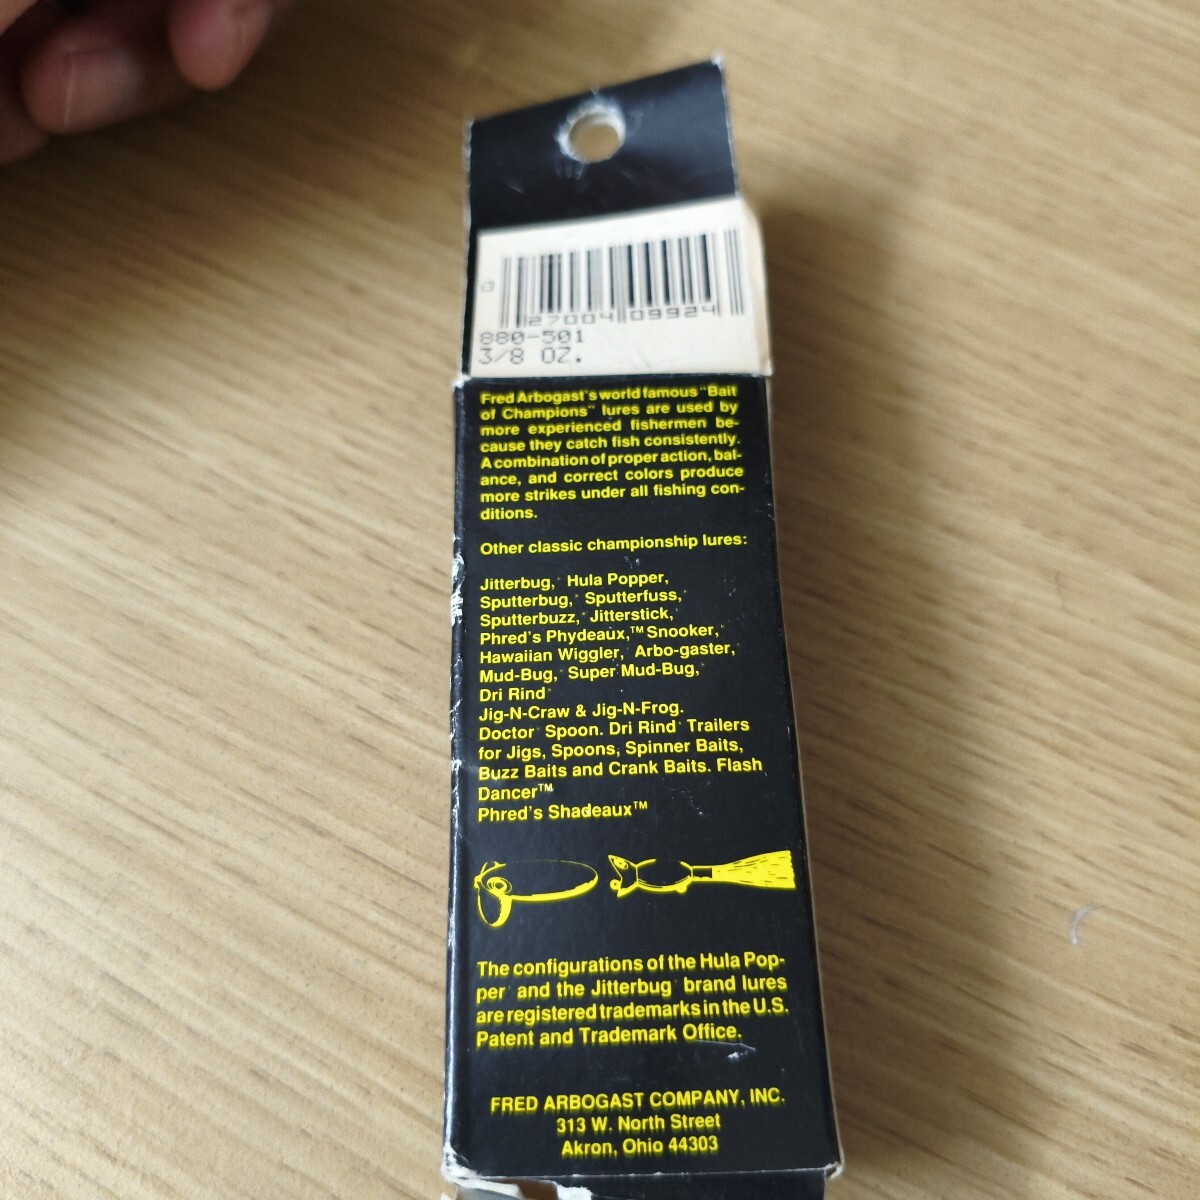 0
27004 09924
880-501
3/8 OZ.
Fred Arbogast's world famous "Bait
of Champions" lures are used by
more experienced fishermen be-
cause they catch fish consistently.
A combination of proper action, bal-
ance, and correct colors produce
more strikes under all fishing con-
ditions.
Other classic championship lures:
Jitterbug, Hula Popper,
Sputterbug, Sputterfuss,
Sputterbuzz, Jitterstick,
Phred's Phydeaux,™ Snooker,
Hawaiian Wiggler, Arbo-gaster,
Mud-Bug, Super Mud-Bug,
Dri Rind
Jig-N-Craw & Jig-N-Frog.
Doctor Spoon. Dri Rind Trailers
for Jigs, Spoons, Spinner Baits,
Buzz Baits and Crank Baits. Flash
Dancer™
Phred's Shadeaux™
The configurations of the Hula Pop-
per and the Jitterbug brand lures
are registered trademarks in the U.S.
Patent and Trademark Office.
FRED ARBOGAST COMPANY, INC.
313 W. North Street
Akron, Ohio 44303